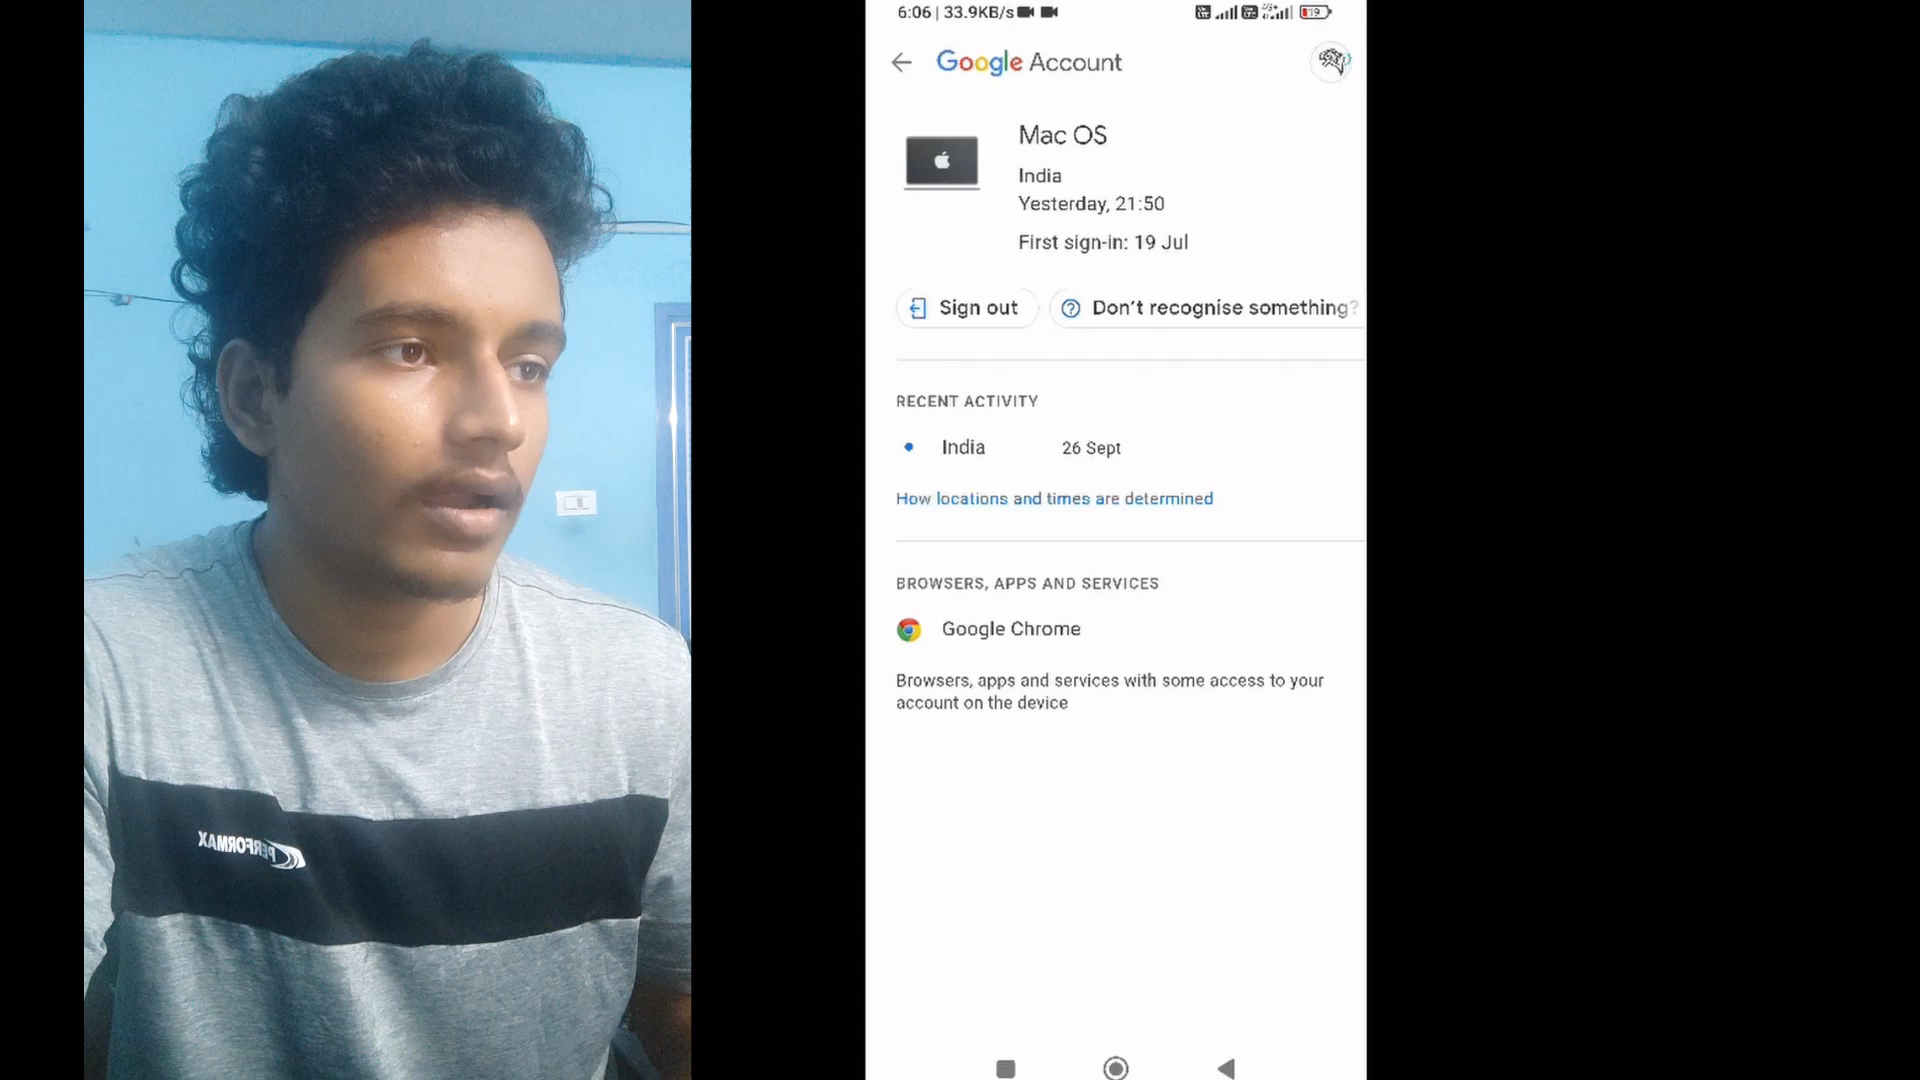 PERFORMAX
6:06 | 33.9KB/s
19
Google Account
Mac OS
India
Yesterday, 21:50
First sign-in: 19 Jul
Sign out
Don't recognise something?
RECENT ACTIVITY
India 26 Sept
How locations and times are determined
BROWSERS, APPS AND SERVICES
Google Chrome
Browsers, apps and services with some access to your
account on the device